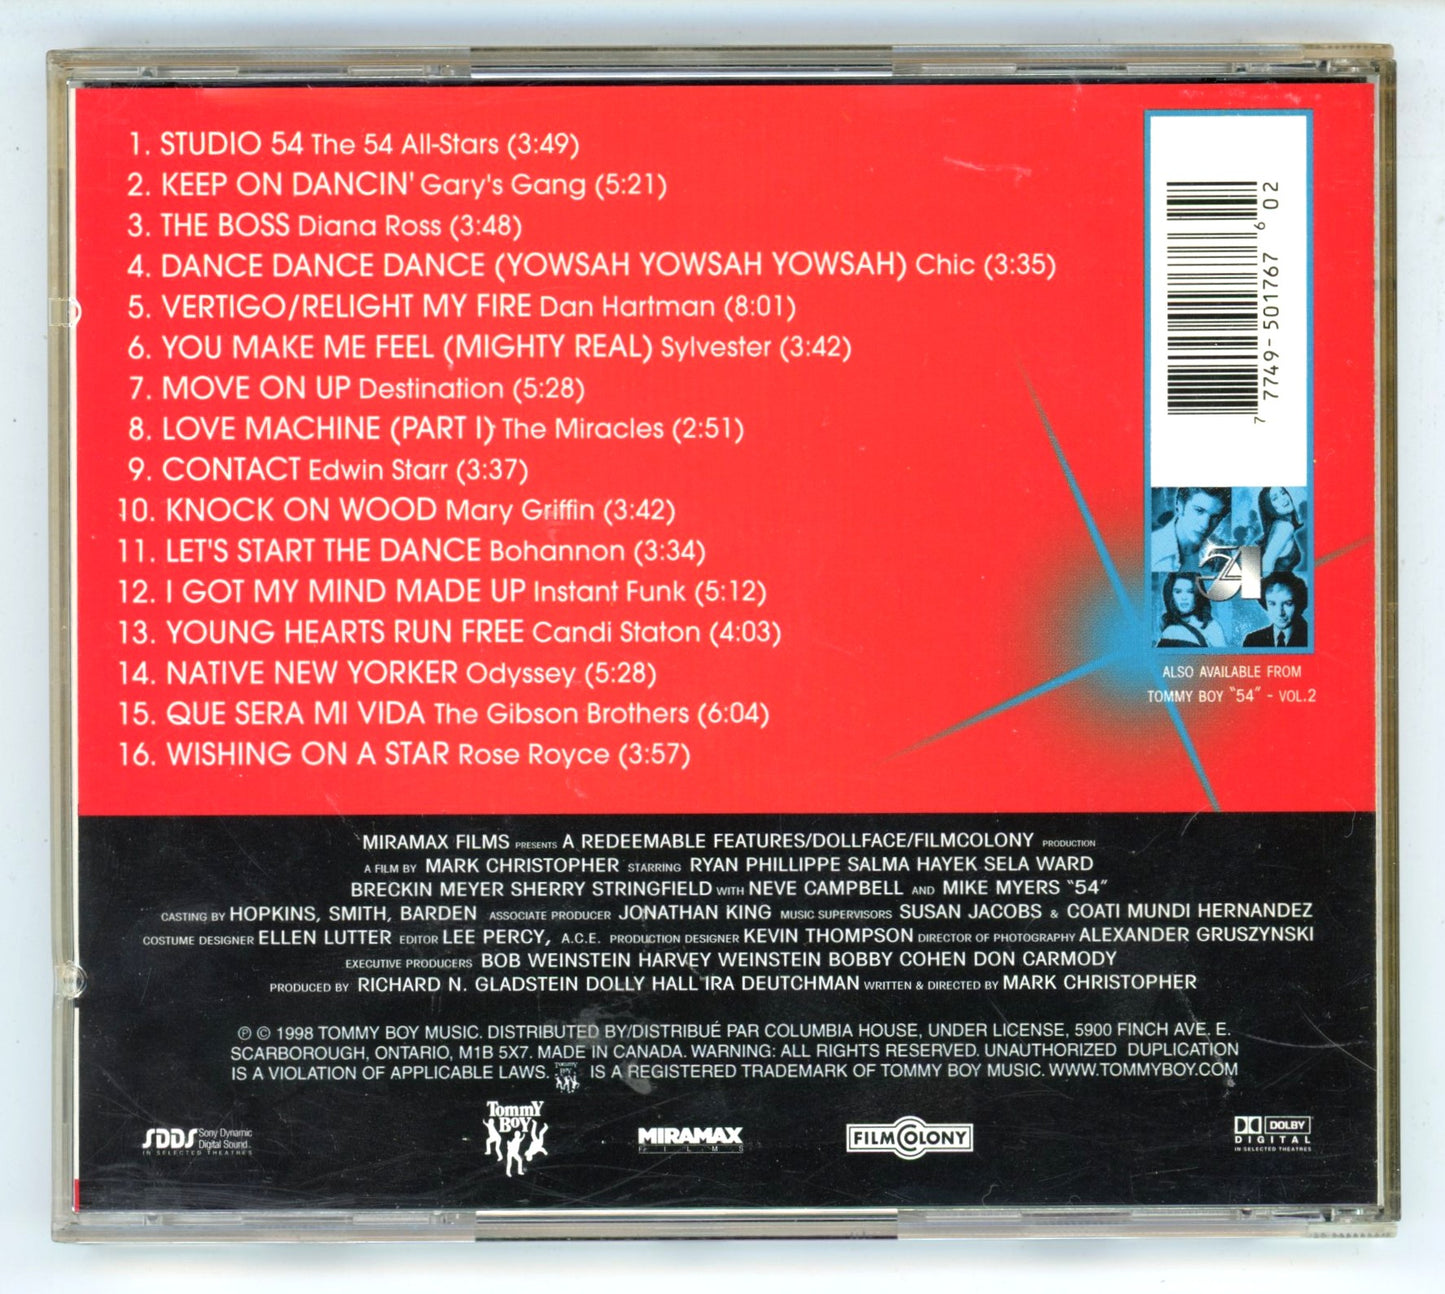 1. STUDIO 54 The 54 All-Stars (3:49)
2. KEEP ON DANCIN' Gary's Gang (5:21)
3. THE BOSS Diana Ross (3:48)
4. DANCE DANCE DANCE (YOWSAH YOWSAH YOWSAH) Chic (3:35)
5. VERTIGO/RELIGHT MY FIRE Dan Hartman (8:01)
6. YOU MAKE ME FEEL (MIGHTY REAL) Sylvester (3:42)
7. MOVE ON UP Destination (5:28)
8. LOVE MACHINE (PART I) The Miracles (2:51)
9. CONTACT Edwin Starr (3:37)
10. KNOCK ON WOOD Mary Griffin (3:42)
11. LET'S START THE DANCE Bohannon (3:34)
12. I GOT MY MIND MADE UP Instant Funk (5:12)
13. YOUNG HEARTS RUN FREE Candi Staton (4:03)
14. NATIVE NEW YORKER Odyssey (5:28)
15. QUE SERA MI VIDA The Gibson Brothers (6:04)
16. WISHING ON A STAR Rose Royce (3:57)
7 77749-501767 6 02
54
ALSO AVAILABLE FROM
TOMMY BOY "54" - VOL.2
MIRAMAX FILMS PRESENTS A REDEEMABLE FEATURES/DOLLFACE/FILMCOLONY PRODUCTION
A FILM BY MARK CHRISTOPHER STARRING RYAN PHILLIPPE SALMA HAYEK SELA WARD
BRECKIN MEYER SHERRY STRINGFIELD WITH NEVE CAMPBELL AND MIKE MYERS "54"
CASTING BY HOPKINS, SMITH, BARDEN ASSOCIATE PRODUCER JONATHAN KING MUSIC SUPERVISORS SUSAN JACOBS & COATI MUNDI HERNANDEZ
COSTUME DESIGNER ELLEN LUTTER EDITOR LEE PERCY, A.C.E. PRODUCTION DESIGNER KEVIN THOMPSON DIRECTOR OF PHOTOGRAPHY ALEXANDER GRUSZYNSKI
EXECUTIVE PRODUCERS BOB WEINSTEIN HARVEY WEINSTEIN BOBBY COHEN DON CARMODY
PRODUCED BY RICHARD N. GLADSTEIN DOLLY HALL IRA DEUTCHMAN WRITTEN & DIRECTED BY MARK CHRISTOPHER
℗ © 1998 TOMMY BOY MUSIC. DISTRIBUTED BY/DISTRIBUÉ PAR COLUMBIA HOUSE, UNDER LICENSE, 5900 FINCH AVE. E.
SCARBOROUGH, ONTARIO, M1B 5X7. MADE IN CANADA. WARNING: ALL RIGHTS RESERVED. UNAUTHORIZED DUPLICATION
IS A VIOLATION OF APPLICABLE LAWS. TOMMY BOY IS A REGISTERED TRADEMARK OF TOMMY BOY MUSIC. WWW.TOMMYBOY.COM
SDDS Sony Dynamic
Digital Sound.
IN SELECTED THEATRES
TommY
BOY
MIRAMAX
FILMS
FILMCOLONY
DOLBY
DIGITAL
IN SELECTED THEATRES